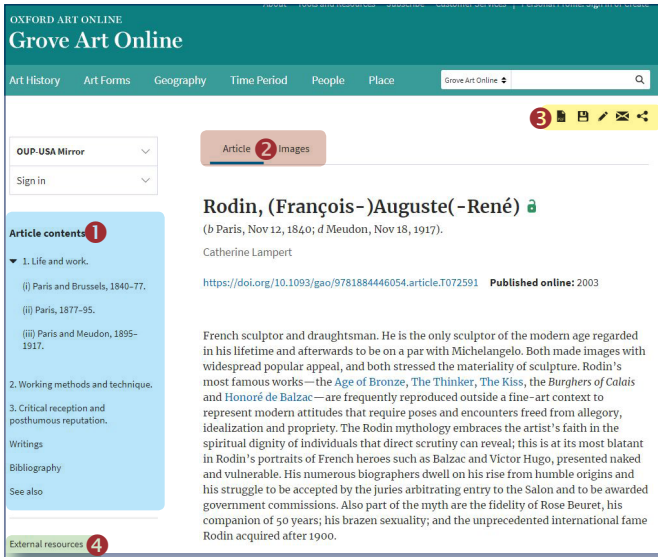 About Tools and Resources Subscribe Customer Services | Personal Profile: Sign in or Create
OXFORD ART ONLINE
Grove Art Online
Art History Art Forms Geography Time Period People Place Grove Art Online
3
OUP-USA Mirror
Sign in
Article 2 Images
Article contents 1
1. Life and work.
(i) Paris and Brussels, 1840–77.
(ii) Paris, 1877–95.
(iii) Paris and Meudon, 1895–
1917.
2. Working methods and technique.
3. Critical reception and
posthumous reputation.
Writings
Bibliography
See also
External resources 4
Rodin, (François-)Auguste(-René)
(b Paris, Nov 12, 1840; d Meudon, Nov 18, 1917).
Catherine Lampert
https://doi.org/10.1093/gao/9781884446054.article.T072591 Published online: 2003
French sculptor and draughtsman. He is the only sculptor of the modern age regarded
in his lifetime and afterwards to be on a par with Michelangelo. Both made images with
widespread popular appeal, and both stressed the materiality of sculpture. Rodin's
most famous works—the Age of Bronze, The Thinker, The Kiss, the Burghers of Calais
and Honoré de Balzac—are frequently reproduced outside a fine-art context to
represent modern attitudes that require poses and encounters freed from allegory,
idealization and propriety. The Rodin mythology embraces the artist's faith in the
spiritual dignity of individuals that direct scrutiny can reveal; this is at its most blatant
in Rodin's portraits of French heroes such as Balzac and Victor Hugo, presented naked
and vulnerable. His numerous biographers dwell on his rise from humble origins and
his struggle to be accepted by the juries arbitrating entry to the Salon and to be awarded
government commissions. Also part of the myth are the fidelity of Rose Beuret, his
companion of 50 years; his brazen sexuality; and the unprecedented international fame
Rodin acquired after 1900.